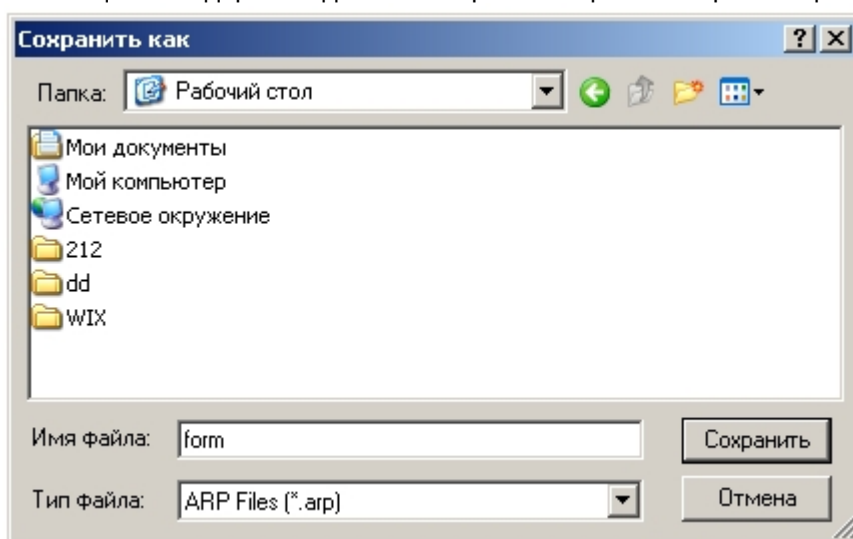 Сохранить как
Папка: Рабочий стол
Мои документы
Мой компьютер
Сетевое окружение
212
dd
WIX
Имя файла: form Сохранить
Тип файла: ARP Files (*.arp) Отмена